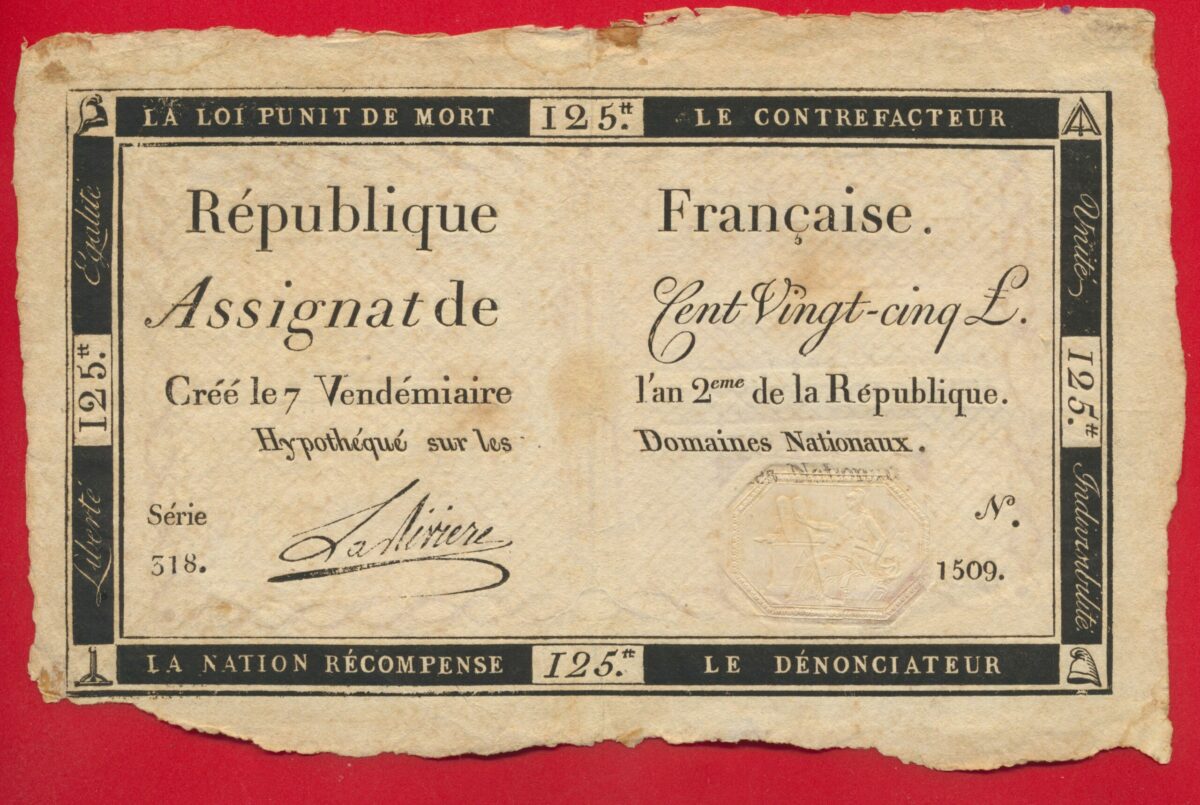 LA LOI PUNIT DE MORT 125.ᵗᵗ LE CONTREFACTEUR
Égalité
125.ᵗᵗ
Liberté
République Française.
Assignat de Cent Vingt-cinq ₤.
Créé le 7 Vendémiaire l'an 2ᵉᵐᵉ de la République.
Hypothéqué sur les Domaines Nationaux.
Série N.
318. 1509.
LaRiviere
Unité
125.ᵗᵗ
Indivisibilité
LA NATION RÉCOMPENSE 125.ᵗᵗ LE DÉNONCIATEUR